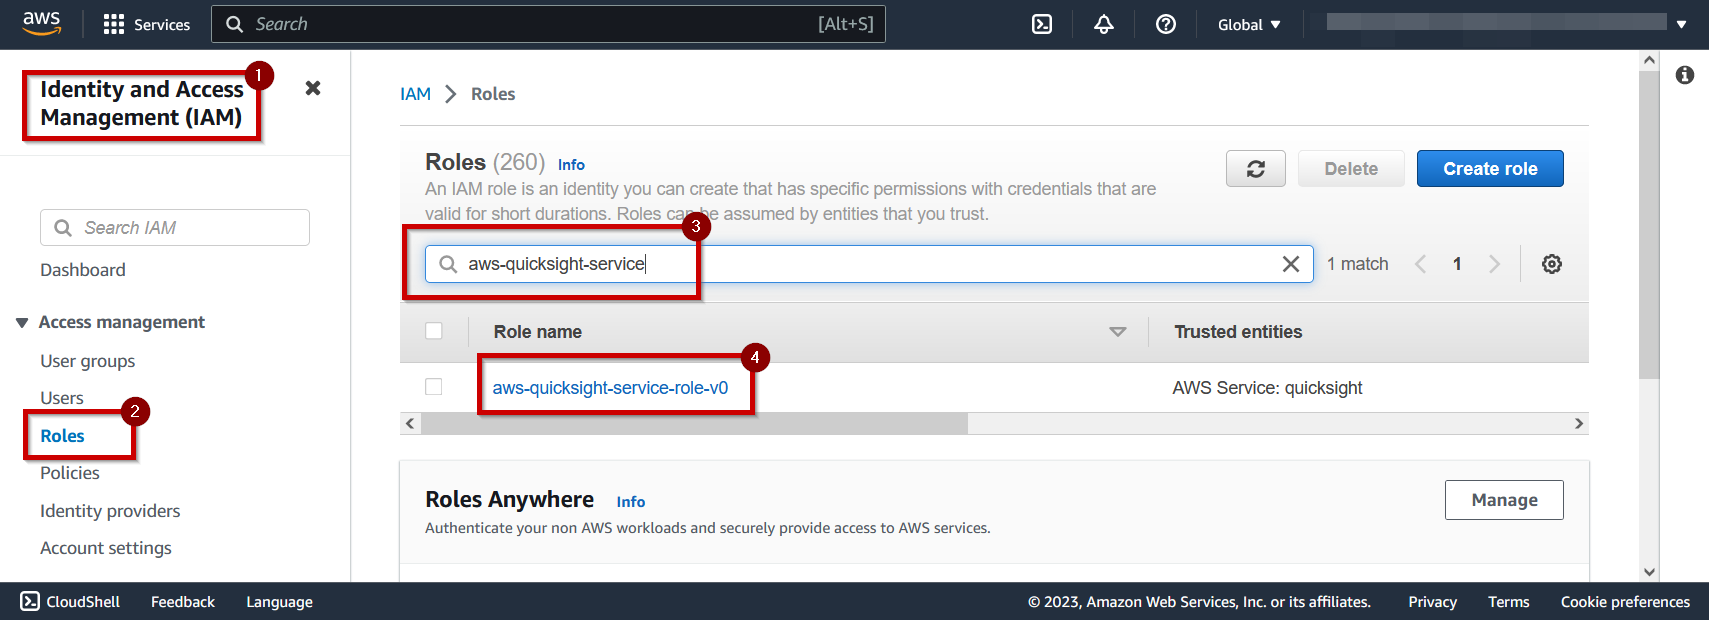 aws
Services
Search
[Alt+S]
Global
Identity and Access
Management (IAM)
1
Search IAM
Dashboard
Access management
User groups
Users
2
Roles
Policies
Identity providers
Account settings
IAM > Roles
Roles (260) Info
An IAM role is an identity you can create that has specific permissions with credentials that are
valid for short durations. Roles can be assumed by entities that you trust.
Delete
Create role
3
aws-quicksight-service
1 match
1
Role name
Trusted entities
4
aws-quicksight-service-role-v0
AWS Service: quicksight
Roles Anywhere Info
Authenticate your non AWS workloads and securely provide access to AWS services.
Manage
CloudShell
Feedback
Language
© 2023, Amazon Web Services, Inc. or its affiliates.
Privacy
Terms
Cookie preferences